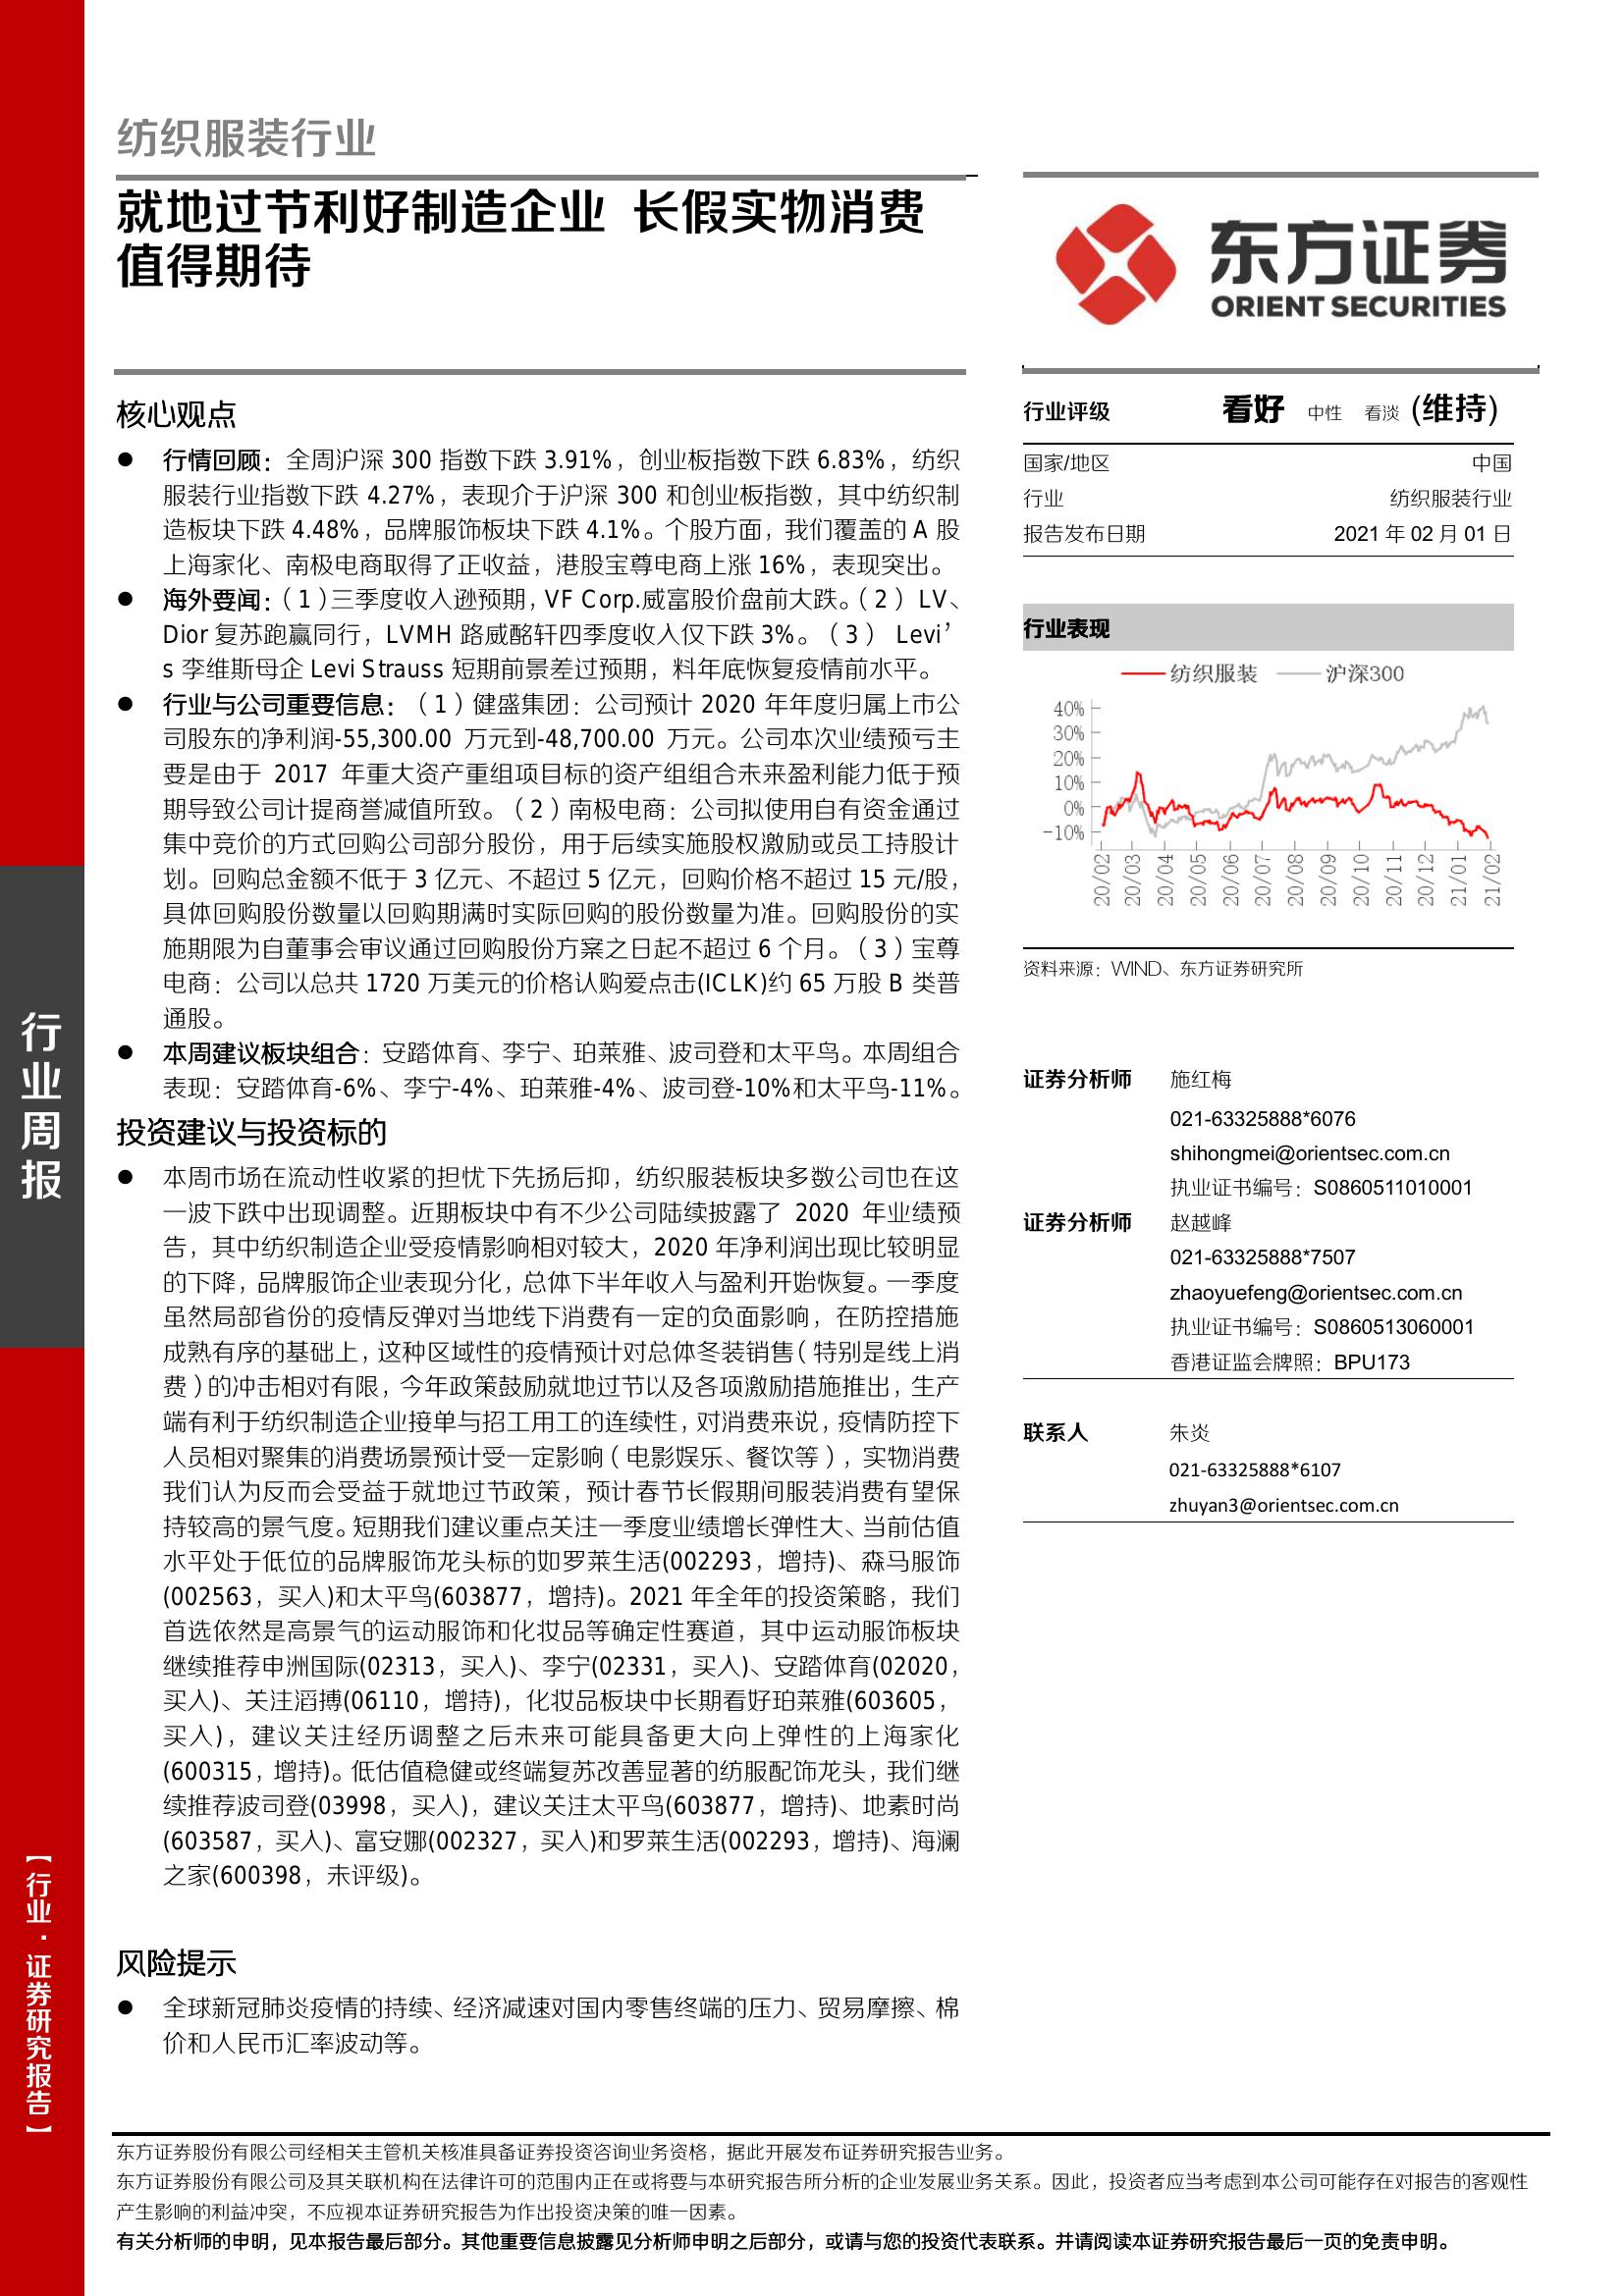 纺织服装行业
就地过节利好制造企业 长假实物消费
值得期待
东方证券
ORIENT SECURITIES
核心观点
● 行情回顾：全周沪深 300 指数下跌 3.91%，创业板指数下跌 6.83%，纺织
服装行业指数下跌 4.27%，表现介于沪深 300 和创业板指数，其中纺织制
造板块下跌 4.48%，品牌服饰板块下跌 4.1%。个股方面，我们覆盖的 A 股
上海家化、南极电商取得了正收益，港股宝尊电商上涨 16%，表现突出。
● 海外要闻：（1）三季度收入逊预期，VF Corp.威富股价盘前大跌。（2）LV、
Dior 复苏跑赢同行，LVMH 路威酩轩四季度收入仅下跌 3%。（3） Levi’
s 李维斯母企 Levi Strauss 短期前景差过预期，料年底恢复疫情前水平。
● 行业与公司重要信息：（1）健盛集团：公司预计 2020 年年度归属上市公
司股东的净利润-55,300.00 万元到-48,700.00 万元。公司本次业绩预亏主
要是由于 2017 年重大资产重组项目标的资产组组合未来盈利能力低于预
期导致公司计提商誉减值所致。（2）南极电商：公司拟使用自有资金通过
集中竞价的方式回购公司部分股份，用于后续实施股权激励或员工持股计
划。回购总金额不低于 3 亿元、不超过 5 亿元，回购价格不超过 15 元/股，
具体回购股份数量以回购期满时实际回购的股份数量为准。回购股份的实
施期限为自董事会审议通过回购股份方案之日起不超过 6 个月。（3）宝尊
电商：公司以总共 1720 万美元的价格认购爱点击(ICLK)约 65 万股 B 类普
通股。
● 本周建议板块组合：安踏体育、李宁、珀莱雅、波司登和太平鸟。本周组合
表现：安踏体育-6%、李宁-4%、珀莱雅-4%、波司登-10%和太平鸟-11%。
投资建议与投资标的
● 本周市场在流动性收紧的担忧下先扬后抑，纺织服装板块多数公司也在这
一波下跌中出现调整。近期板块中有不少公司陆续披露了 2020 年业绩预
告，其中纺织制造企业受疫情影响相对较大，2020 年净利润出现比较明显
的下降，品牌服饰企业表现分化，总体下半年收入与盈利开始恢复。一季度
虽然局部省份的疫情反弹对当地线下消费有一定的负面影响，在防控措施
成熟有序的基础上，这种区域性的疫情预计对总体冬装销售（特别是线上消
费）的冲击相对有限，今年政策鼓励就地过节以及各项激励措施推出，生产
端有利于纺织制造企业接单与招工用工的连续性，对消费来说，疫情防控下
人员相对聚集的消费场景预计受一定影响（电影娱乐、餐饮等），实物消费
我们认为反而会受益于就地过节政策，预计春节长假期间服装消费有望保
持较高的景气度。短期我们建议重点关注一季度业绩增长弹性大、当前估值
水平处于低位的品牌服饰龙头标的如罗莱生活(002293，增持)、森马服饰
(002563，买入)和太平鸟(603877，增持)。2021 年全年的投资策略，我们
首选依然是高景气的运动服饰和化妆品等确定性赛道，其中运动服饰板块
继续推荐申洲国际(02313，买入)、李宁(02331，买入)、安踏体育(02020，
买入)、关注滔搏(06110，增持)，化妆品板块中长期看好珀莱雅(603605，
买入)，建议关注经历调整之后未来可能具备更大向上弹性的上海家化
(600315，增持)。低估值稳健或终端复苏改善显著的纺服配饰龙头，我们继
续推荐波司登(03998，买入)，建议关注太平鸟(603877，增持)、地素时尚
(603587，买入)、富安娜(002327，买入)和罗莱生活(002293，增持)、海澜
之家(600398，未评级)。
风险提示
● 全球新冠肺炎疫情的持续、经济减速对国内零售终端的压力、贸易摩擦、棉
价和人民币汇率波动等。
行业评级 看好 中性 看淡 (维持)
国家/地区 中国
行业 纺织服装行业
报告发布日期 2021 年 02 月 01 日
行业表现
纺织服装 沪深300
40%
30%
20%
10%
0%
-10%
20/02 20/03 20/04 20/05 20/06 20/07 20/08 20/09 20/10 20/11 20/12 21/01 21/02
资料来源：WIND、东方证券研究所
证券分析师 施红梅
021-63325888*6076
shihongmei@orientsec.com.cn
执业证书编号：S0860511010001
证券分析师 赵越峰
021-63325888*7507
zhaoyuefeng@orientsec.com.cn
执业证书编号：S0860513060001
香港证监会牌照：BPU173
联系人 朱炎
021-63325888*6107
zhuyan3@orientsec.com.cn
行业周报
【行业·证券研究报告】
东方证券股份有限公司经相关主管机关核准具备证券投资咨询业务资格，据此开展发布证券研究报告业务。
东方证券股份有限公司及其关联机构在法律许可的范围内正在或将要与本研究报告所分析的企业发展业务关系。因此，投资者应当考虑到本公司可能存在对报告的客观性
产生影响的利益冲突，不应视本证券研究报告为作出投资决策的唯一因素。
有关分析师的申明，见本报告最后部分。其他重要信息披露见分析师申明之后部分，或请与您的投资代表联系。并请阅读本证券研究报告最后一页的免责申明。